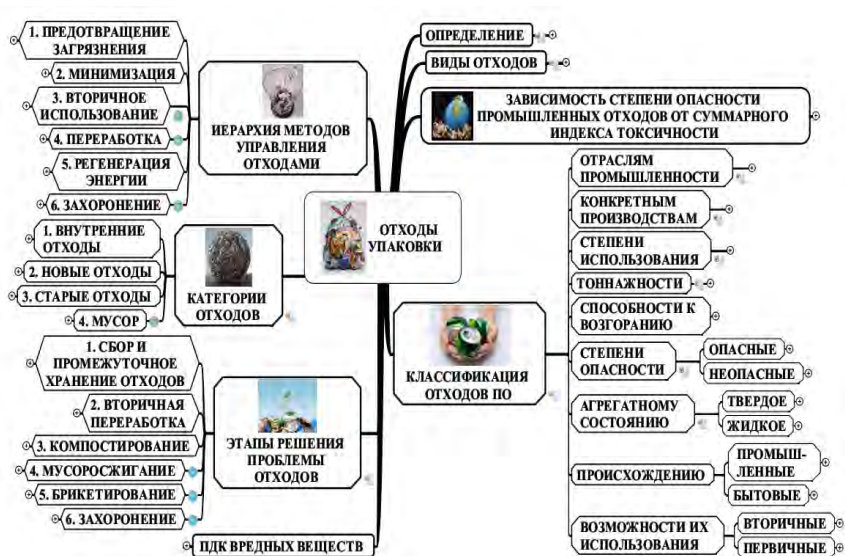 1. ПРЕДОТВРАЩЕНИЕ
ЗАГРЯЗНЕНИЯ
2. МИНИМИЗАЦИЯ
3. ВТОРИЧНОЕ
ИСПОЛЬЗОВАНИЕ
4. ПЕРЕРАБОТКА
5. РЕГЕНЕРАЦИЯ
ЭНЕРГИИ
6. ЗАХОРОНЕНИЕ
ИЕРАРХИЯ МЕТОДОВ
УПРАВЛЕНИЯ
ОТХОДАМИ
1. ВНУТРЕННИЕ
ОТХОДЫ
2. НОВЫЕ ОТХОДЫ
3. СТАРЫЕ ОТХОДЫ
4. МУСОР
КАТЕГОРИИ
ОТХОДОВ
1. СБОР И
ПРОМЕЖУТОЧНОЕ
ХРАНЕНИЕ ОТХОДОВ
2. ВТОРИЧНАЯ
ПЕРЕРАБОТКА
3. КОМПОСТИРОВАНИЕ
4. МУСОРОСЖИГАНИЕ
5. БРИКЕТИРОВАНИЕ
6. ЗАХОРОНЕНИЕ
ЭТАПЫ РЕШЕНИЯ
ПРОБЛЕМЫ
ОТХОДОВ
ПДК ВРЕДНЫХ ВЕЩЕСТВ
ОТХОДЫ
УПАКОВКИ
ОПРЕДЕЛЕНИЕ
ВИДЫ ОТХОДОВ
ЗАВИСИМОСТЬ СТЕПЕНИ ОПАСНОСТИ
ПРОМЫШЛЕННЫХ ОТХОДОВ ОТ СУММАРНОГО
ИНДЕКСА ТОКСИЧНОСТИ
КЛАССИФИКАЦИЯ
ОТХОДОВ ПО
ОТРАСЛЯМ
ПРОМЫШЛЕННОСТИ
КОНКРЕТНЫМ
ПРОИЗВОДСТВАМ
СТЕПЕНИ
ИСПОЛЬЗОВАНИЯ
ТОННАЖНОСТИ
СПОСОБНОСТИ К
ВОЗГОРАНИЮ
СТЕПЕНИ
ОПАСНОСТИ
ОПАСНЫЕ
НЕОПАСНЫЕ
АГРЕГАТНОМУ
СОСТОЯНИЮ
ТВЕРДОЕ
ЖИДКОЕ
ПРОИСХОЖДЕНИЮ
ПРОМЫШ-
ЛЕННЫЕ
БЫТОВЫЕ
ВОЗМОЖНОСТИ ИХ
ИСПОЛЬЗОВАНИЯ
ВТОРИЧНЫЕ
ПЕРВИЧНЫЕ